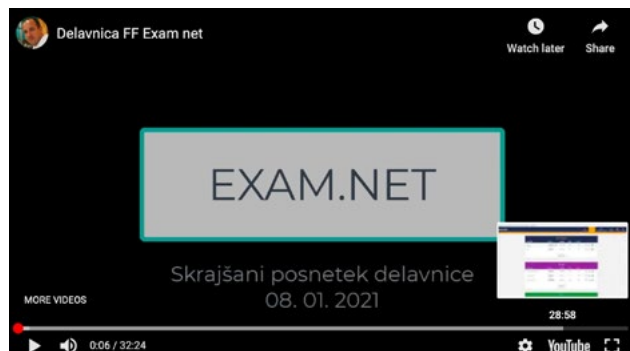 Delavnica FF Exam net
Watch later
Share
EXAM.NET
Skrajšani posnetek delavnice
08. 01. 2021
MORE VIDEOS
28:58
0:06 / 32:24
YouTube